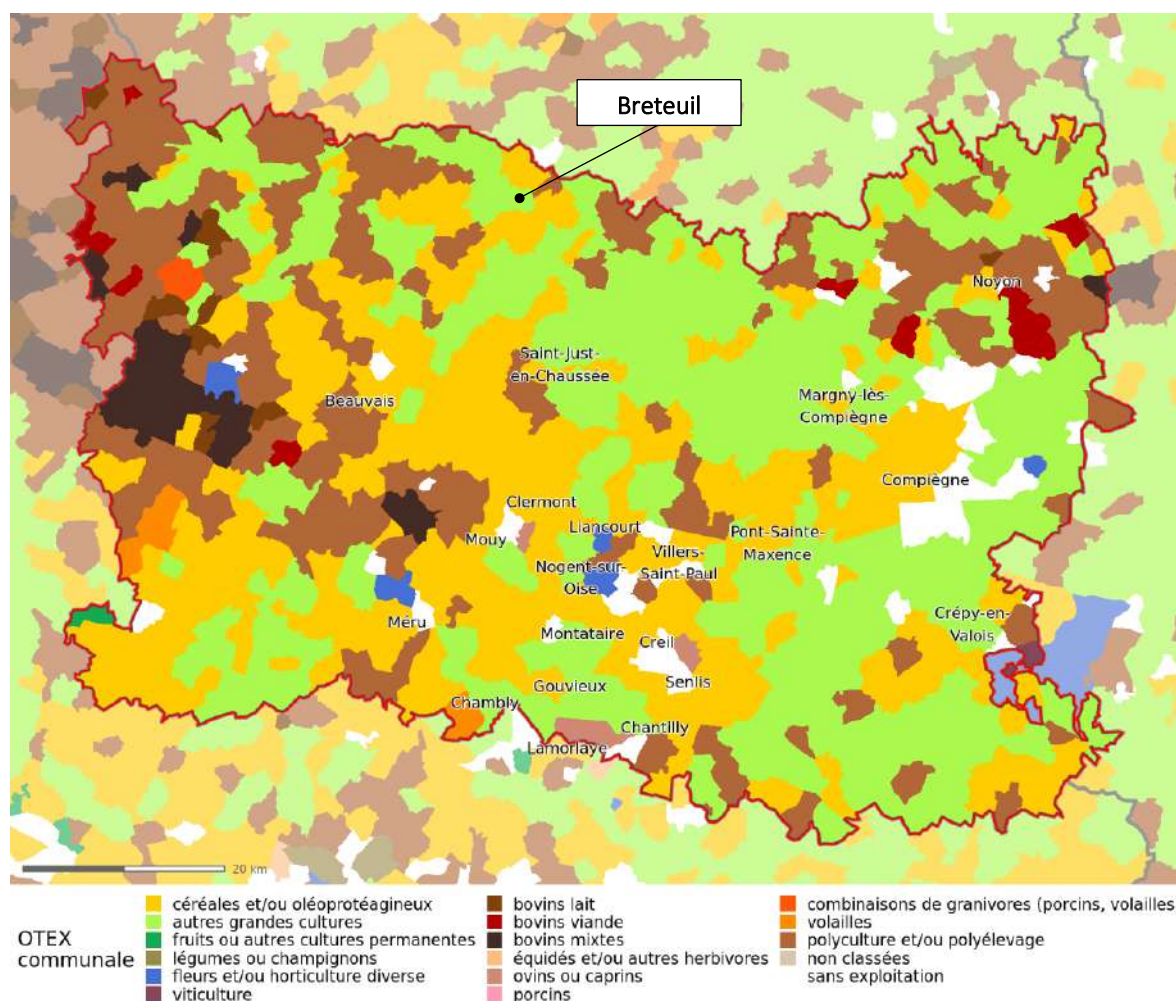 Breteuil
Noyon
Saint-Just-
en-Chaussée
Beauvais
Margny-lès-
Compiègne
Compiègne
Clermont
Mouy
Liancourt
Villers-
Saint-Paul
Pont-Sainte-
Maxence
Nogent-sur-
Oise
Méru
Montataire
Creil
Crépy-en-
Valois
Gouvieux
Senlis
Chambly
Chantilly
Lamorlaye
20 km
OTEX
communale
céréales et/ou oléoprotéagineux
autres grandes cultures
fruits ou autres cultures permanentes
légumes ou champignons
fleurs et/ou horticulture diverse
viticulture
bovins lait
bovins viande
bovins mixtes
équidés et/ou autres herbivores
ovins ou caprins
porcins
combinaisons de granivores (porcins, volailles
volailles
polyculture et/ou polyélevage
non classées
sans exploitation